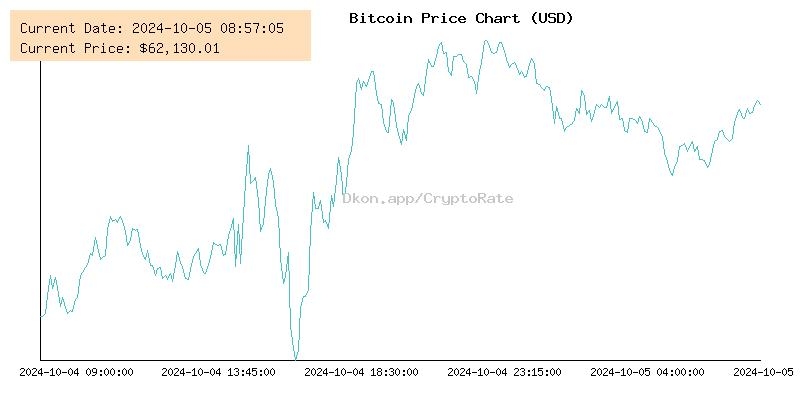 Bitcoin Price Chart (USD)
Current Date: 2024-10-05 08:57:05
Current Price: $62,130.01
Dkon.app/CryptoRate
2024-10-04 09:00:00 2024-10-04 13:45:00 2024-10-04 18:30:00 2024-10-04 23:15:00 2024-10-05 04:00:00 2024-10-05